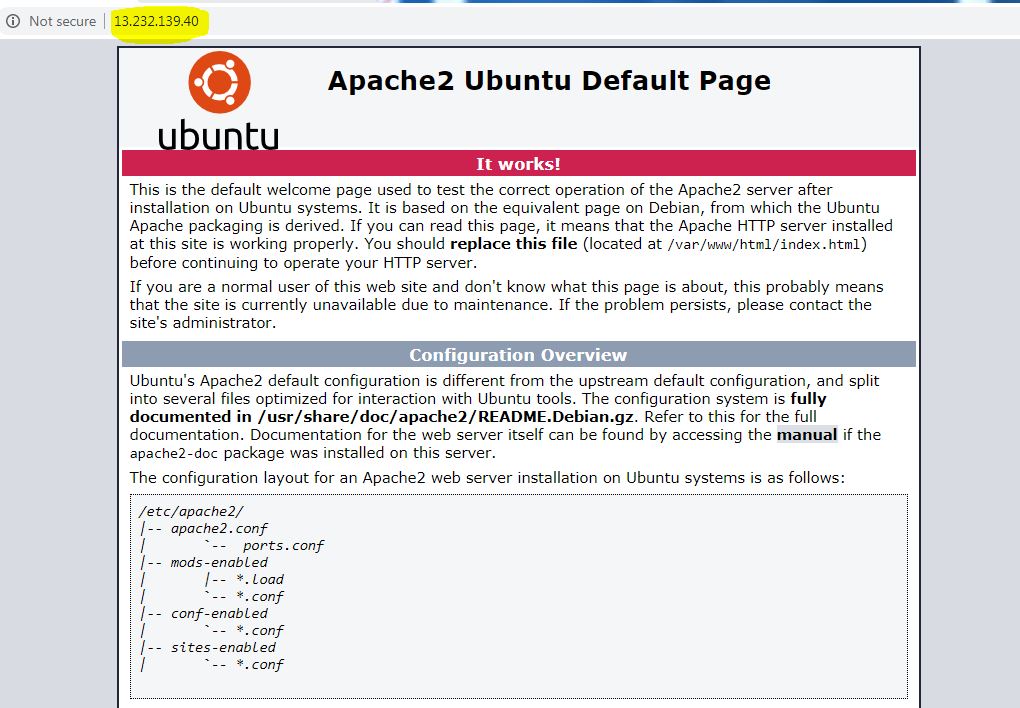 Not secure | 13.232.139.40
ubuntu
Apache2 Ubuntu Default Page
It works!
This is the default welcome page used to test the correct operation of the Apache2 server after
installation on Ubuntu systems. It is based on the equivalent page on Debian, from which the Ubuntu
Apache packaging is derived. If you can read this page, it means that the Apache HTTP server installed
at this site is working properly. You should replace this file (located at /var/www/html/index.html)
before continuing to operate your HTTP server.
If you are a normal user of this web site and don't know what this page is about, this probably means
that the site is currently unavailable due to maintenance. If the problem persists, please contact the
site's administrator.
Configuration Overview
Ubuntu's Apache2 default configuration is different from the upstream default configuration, and split
into several files optimized for interaction with Ubuntu tools. The configuration system is fully
documented in /usr/share/doc/apache2/README.Debian.gz. Refer to this for the full
documentation. Documentation for the web server itself can be found by accessing the manual if the
apache2-doc package was installed on this server.
The configuration layout for an Apache2 web server installation on Ubuntu systems is as follows:
/etc/apache2/
|-- apache2.conf
|       `--  ports.conf
|-- mods-enabled
|       |-- *.load
|       `-- *.conf
|-- conf-enabled
|       `-- *.conf
|-- sites-enabled
|       `-- *.conf